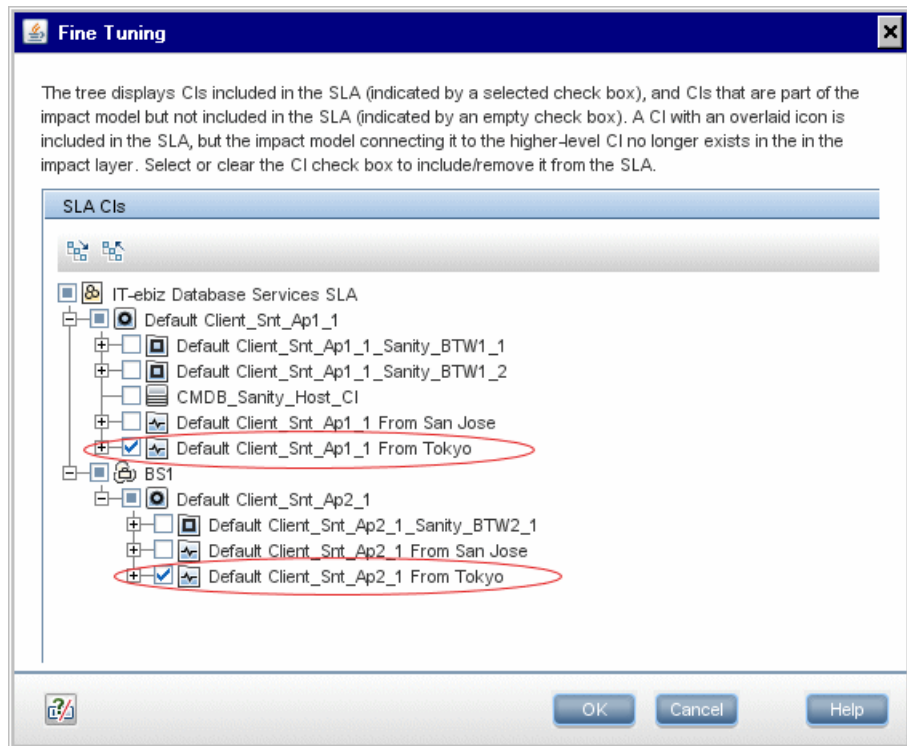 Fine Tuning
The tree displays CIs included in the SLA (indicated by a selected check box), and CIs that are part of the
impact model but not included in the SLA (indicated by an empty check box). A CI with an overlaid icon is
included in the SLA, but the impact model connecting it to the higher-level CI no longer exists in the in the
impact layer. Select or clear the CI check box to include/remove it from the SLA.
SLA CIs
IT-ebiz Database Services SLA
Default Client_Snt_Ap1_1
Default Client_Snt_Ap1_1_Sanity_BTW1_1
Default Client_Snt_Ap1_1_Sanity_BTW1_2
CMDB_Sanity_Host_CI
Default Client_Snt_Ap1_1 From San Jose
Default Client_Snt_Ap1_1 From Tokyo
BS1
Default Client_Snt_Ap2_1
Default Client_Snt_Ap2_1_Sanity_BTW2_1
Default Client_Snt_Ap2_1 From San Jose
Default Client_Snt_Ap2_1 From Tokyo
OK Cancel Help